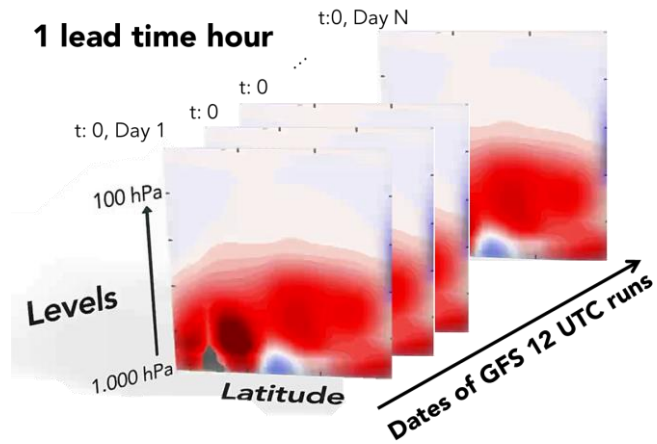 1 lead time hour
t:0, Day N
...
t: 0
t: 0
t: 0, Day 1
100 hPa
Levels
1.000 hPa
Latitude
Dates of GFS 12 UTC runs